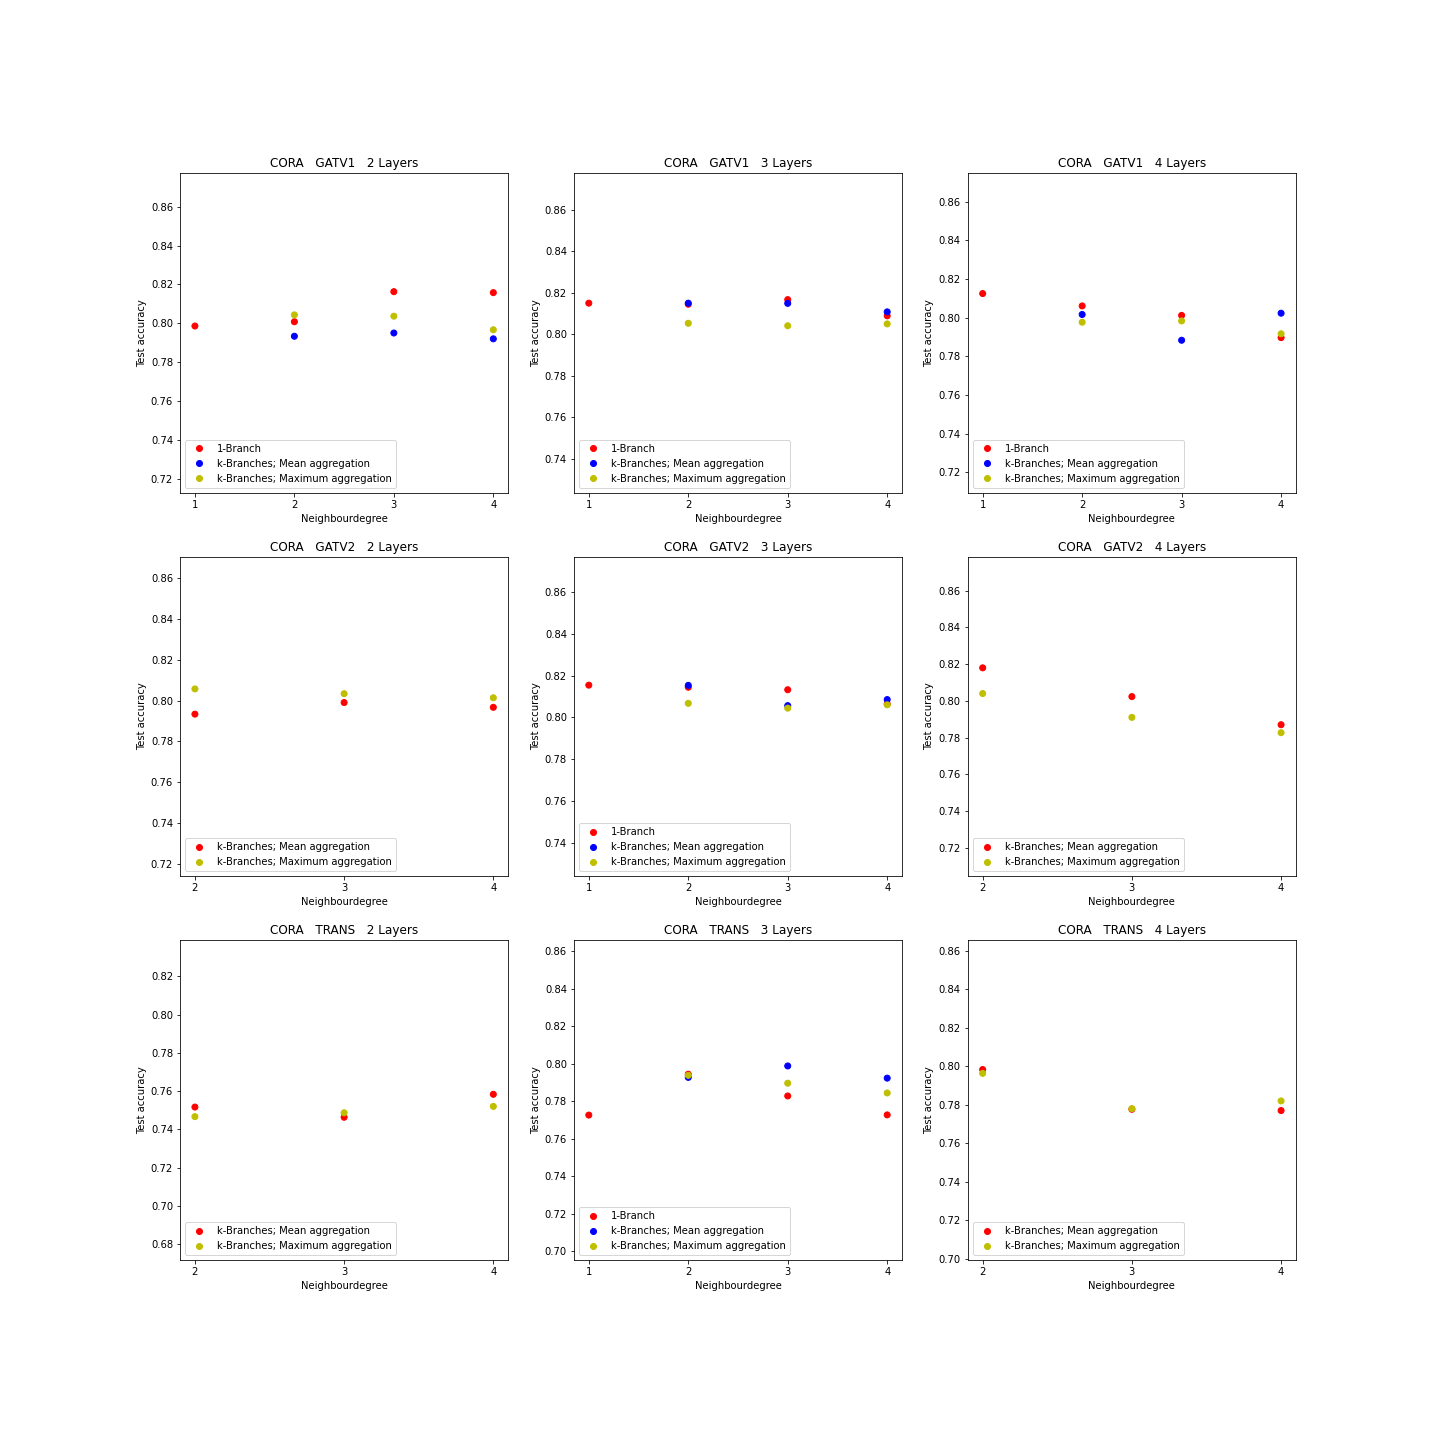 CORA GATV1 2 Layers
Test accuracy
0.86
0.84
0.82
0.80
0.78
0.76
0.74
0.72
1-Branch
k-Branches; Mean aggregation
k-Branches; Maximum aggregation
1 2 3 4
Neighbourdegree
CORA GATV1 3 Layers
Test accuracy
0.86
0.84
0.82
0.80
0.78
0.76
0.74
1-Branch
k-Branches; Mean aggregation
k-Branches; Maximum aggregation
1 2 3 4
Neighbourdegree
CORA GATV1 4 Layers
Test accuracy
0.86
0.84
0.82
0.80
0.78
0.76
0.74
0.72
1-Branch
k-Branches; Mean aggregation
k-Branches; Maximum aggregation
1 2 3 4
Neighbourdegree
CORA GATV2 2 Layers
Test accuracy
0.86
0.84
0.82
0.80
0.78
0.76
0.74
0.72
k-Branches; Mean aggregation
k-Branches; Maximum aggregation
2 3 4
Neighbourdegree
CORA GATV2 3 Layers
Test accuracy
0.86
0.84
0.82
0.80
0.78
0.76
0.74
1-Branch
k-Branches; Mean aggregation
k-Branches; Maximum aggregation
1 2 3 4
Neighbourdegree
CORA GATV2 4 Layers
Test accuracy
0.86
0.84
0.82
0.80
0.78
0.76
0.74
0.72
k-Branches; Mean aggregation
k-Branches; Maximum aggregation
2 3 4
Neighbourdegree
CORA TRANS 2 Layers
Test accuracy
0.82
0.80
0.78
0.76
0.74
0.72
0.70
0.68
k-Branches; Mean aggregation
k-Branches; Maximum aggregation
2 3 4
Neighbourdegree
CORA TRANS 3 Layers
Test accuracy
0.86
0.84
0.82
0.80
0.78
0.76
0.74
0.72
0.70
1-Branch
k-Branches; Mean aggregation
k-Branches; Maximum aggregation
1 2 3 4
Neighbourdegree
CORA TRANS 4 Layers
Test accuracy
0.86
0.84
0.82
0.80
0.78
0.76
0.74
0.72
0.70
k-Branches; Mean aggregation
k-Branches; Maximum aggregation
2 3 4
Neighbourdegree